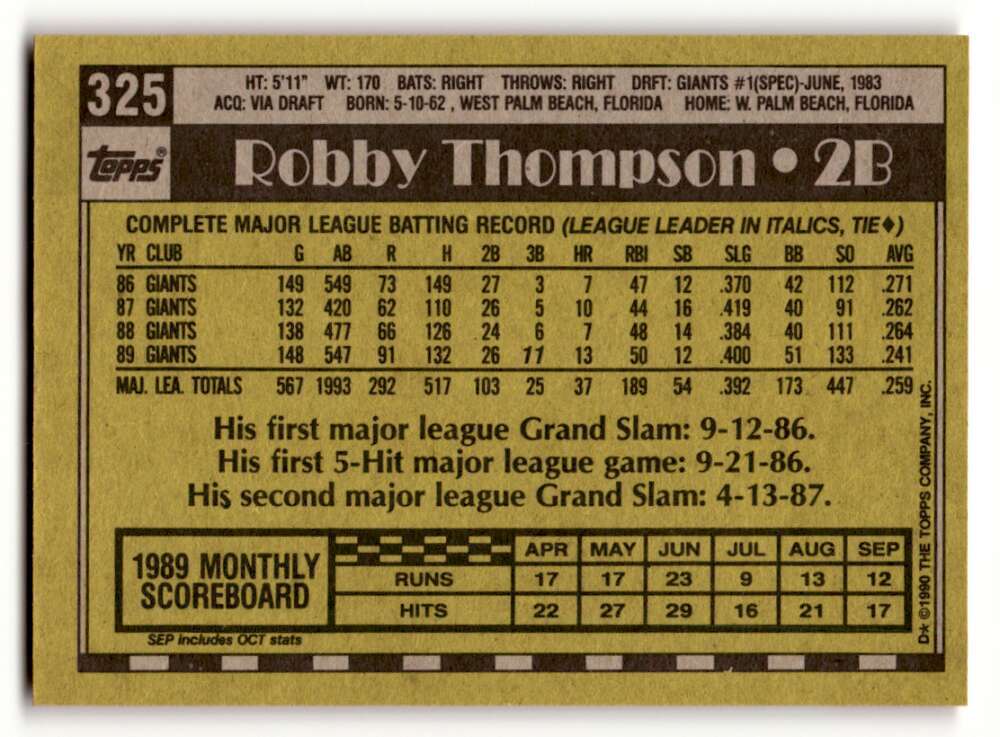 325
HT: 5'11" WT: 170 BATS: RIGHT THROWS: RIGHT DRFT: GIANTS #1(SPEC)-JUNE, 1983
ACQ: VIA DRAFT BORN: 5-10-62 , WEST PALM BEACH, FLORIDA HOME: W. PALM BEACH, FLORIDA
topps®
Robby Thompson • 2B
COMPLETE MAJOR LEAGUE BATTING RECORD (LEAGUE LEADER IN ITALICS, TIE♦)
YR CLUB G AB R H 2B 3B HR RBI SB SLG BB SO AVG
86 GIANTS 149 549 73 149 27 3 7 47 12 .370 42 112 .271
87 GIANTS 132 420 62 110 26 5 10 44 16 .419 40 91 .262
88 GIANTS 138 477 66 126 24 6 7 48 14 .384 40 111 .264
89 GIANTS 148 547 91 132 26 11 13 50 12 .400 51 133 .241
MAJ. LEA. TOTALS 567 1993 292 517 103 25 37 189 54 .392 173 447 .259
His first major league Grand Slam: 9-12-86.
His first 5-Hit major league game: 9-21-86.
His second major league Grand Slam: 4-13-87.
1989 MONTHLY
SCOREBOARD
APR MAY JUN JUL AUG SEP
RUNS 17 17 23 9 13 12
HITS 22 27 29 16 21 17
SEP includes OCT stats
D* ©1990 THE TOPPS COMPANY, INC.